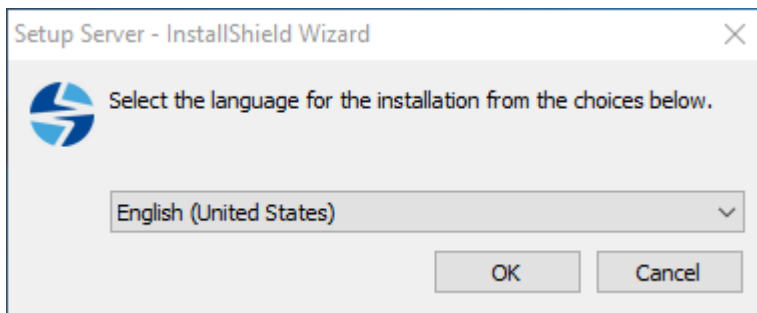 Setup Server - InstallShield Wizard
Select the language for the installation from the choices below.
English (United States)
OK Cancel